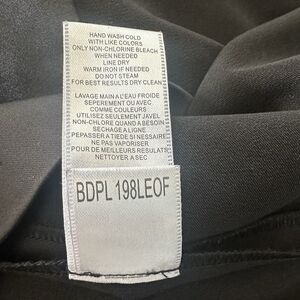 HAND WASH COLD
WITH LIKE COLORS
ONLY NON-CHLORINE BLEACH
WHEN NEEDED
LINE DRY
WARM IRON IF NEEDED
DO NOT STEAM
FOR BEST RESULTS DRY CLEAN
LAVAGE MAIN A L'EAU FROIDE
SEPEREMENT OU AVEC
COMME COULEURS
UTILISEZ SEULEMENT JAVEL
NON-CHLORE QUAND A BESOIN
SECHAGE A LIGNE
PEPASSER A TIEDE SI NESSAIRE
NE PAS VAPORISER
POUR DE MEILLEURS RESULATS
NETTOYER A SEC
BDPL 198LEOF